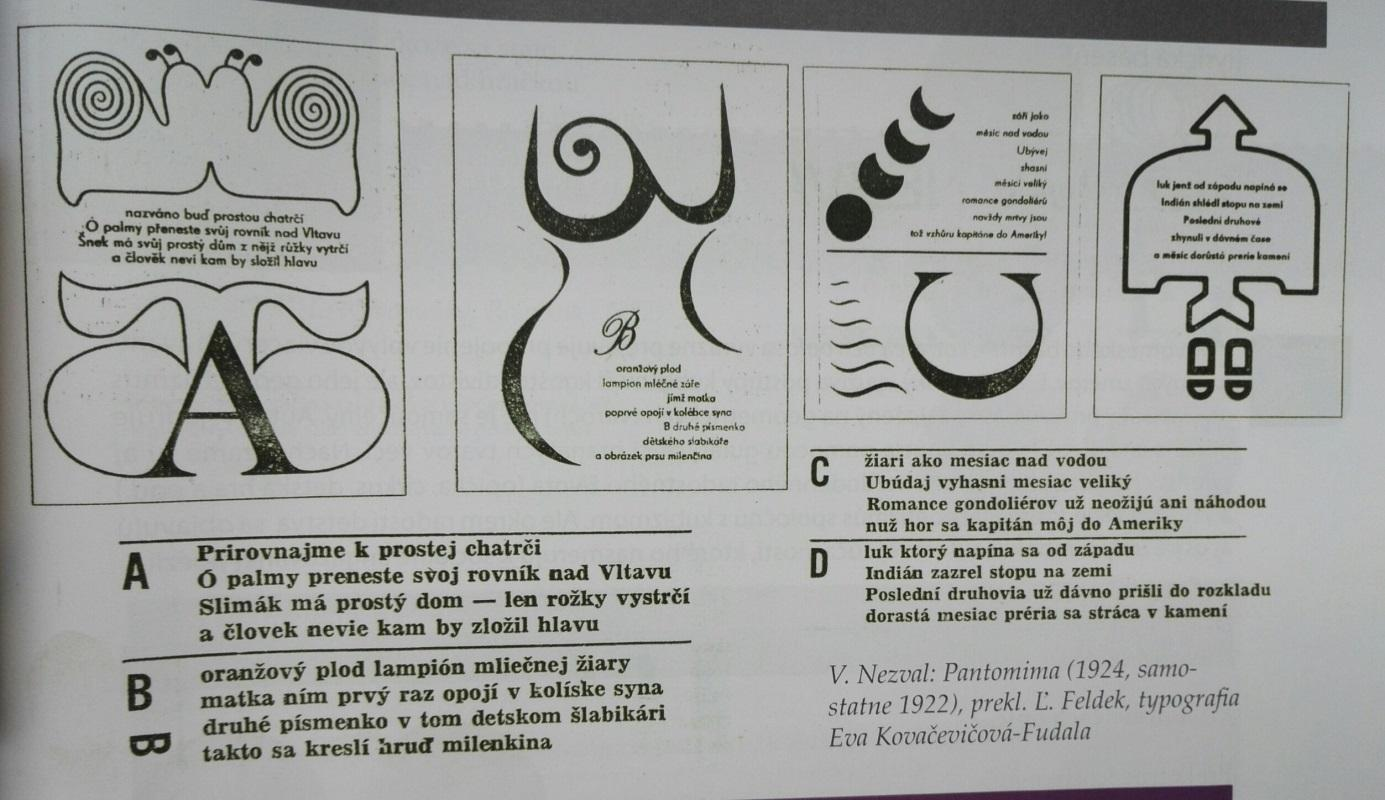 nazváno buď prostou chatrčí
Ó palmy přeneste svůj rovník nad Vltavu
Šnek má svůj prostý dům z nějž růžky vytrčí
a člověk neví kam by složil hlavu
A
B
oranžový plod
lampion mléčné záře
jímž matka
poprvé opojí v kolébce syna
B druhé písmenko
dětského slabikáře
a obrázek prsu milenčina
září jako
měsíc nad vodou
Ubývej
zhasni
měsíci veliký
romance gondoliérů
navždy mrtvy jsou
tož vzhůru kapitáne do Ameriky!
C
luk jenž od západu napíná se
Indián shlédl stopu na zemi
Poslední druhové
zhynuli v dávném čase
a měsíc dorůstá prerie kamení
A
Prirovnajme k prostej chatrči
Ó palmy preneste svoj rovník nad Vltavu
Slimák má prostý dom — len rožky vystrčí
a človek nevie kam by zložil hlavu
B
B
oranžový plod lampión mliečnej žiary
matka ním prvý raz opojí v kolíske syna
druhé písmenko v tom detskom šlabikári
takto sa kreslí hruď milenkina
C
žiari ako mesiac nad vodou
Ubúdaj vyhasni mesiac veliký
Romance gondoliérov už neožijú ani náhodou
nuž hor sa kapitán môj do Ameriky
D
luk ktorý napína sa od západu
Indián zazrel stopu na zemi
Poslední druhovia už dávno prišli do rozkladu
dorastá mesiac préria sa stráca v kamení
V. Nezval: Pantomima (1924, samo-
statne 1922), prekl. Ľ. Feldek, typografia
Eva Kovačevičová-Fudala